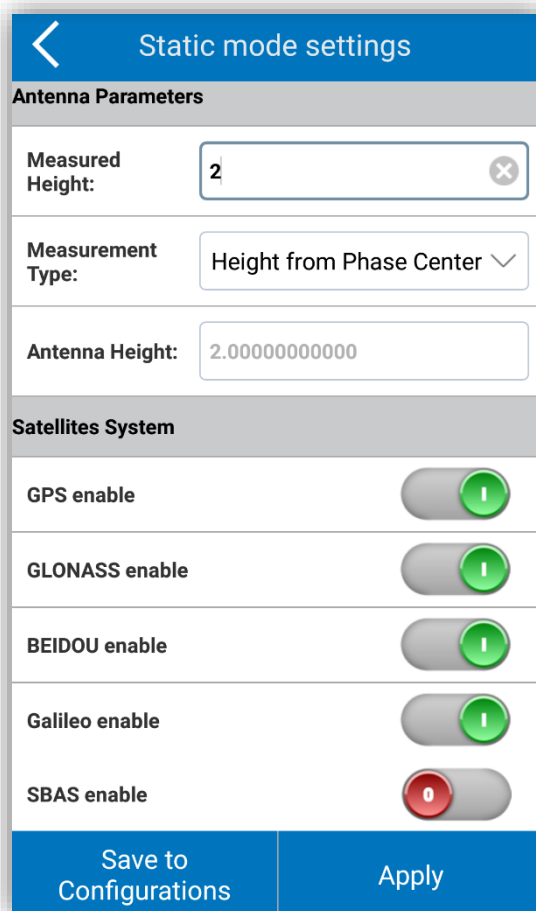 Static mode settings
Antenna Parameters
Measured
Height:
2
Measurement
Type:
Height from Phase Center
Antenna Height:
2.00000000000
Satellites System
GPS enable
I
GLONASS enable
I
BEIDOU enable
I
Galileo enable
I
SBAS enable
0
Save to
Configurations
Apply